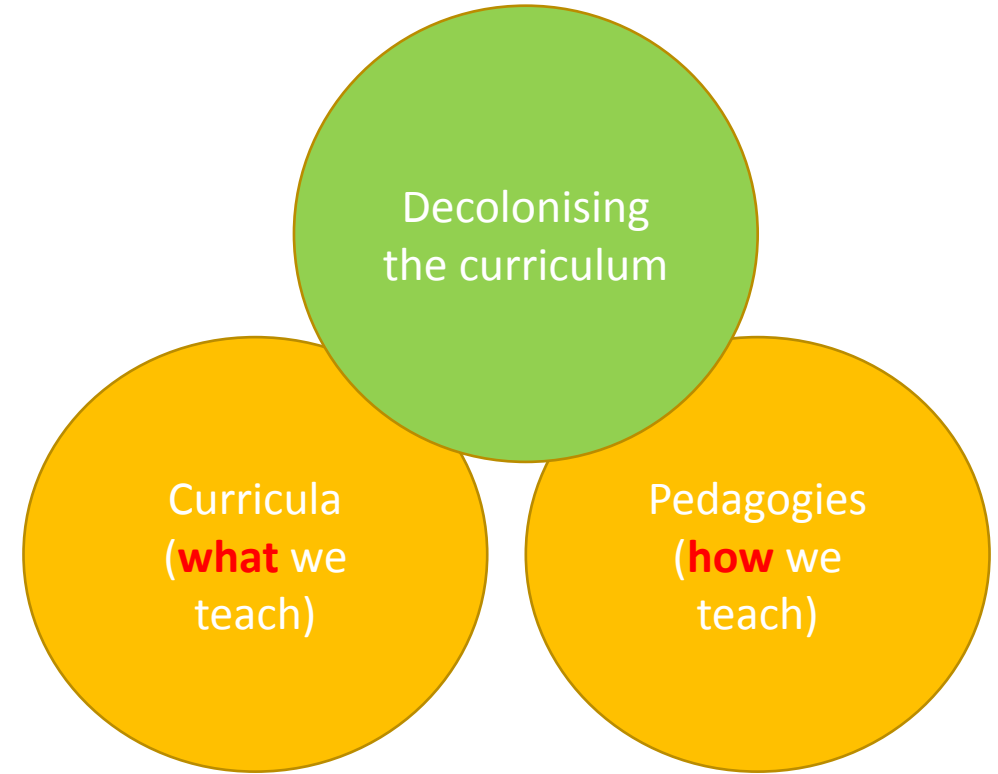 Decolonising
the curriculum
Curricula
(what we
teach)
Pedagogies
(how we
teach)